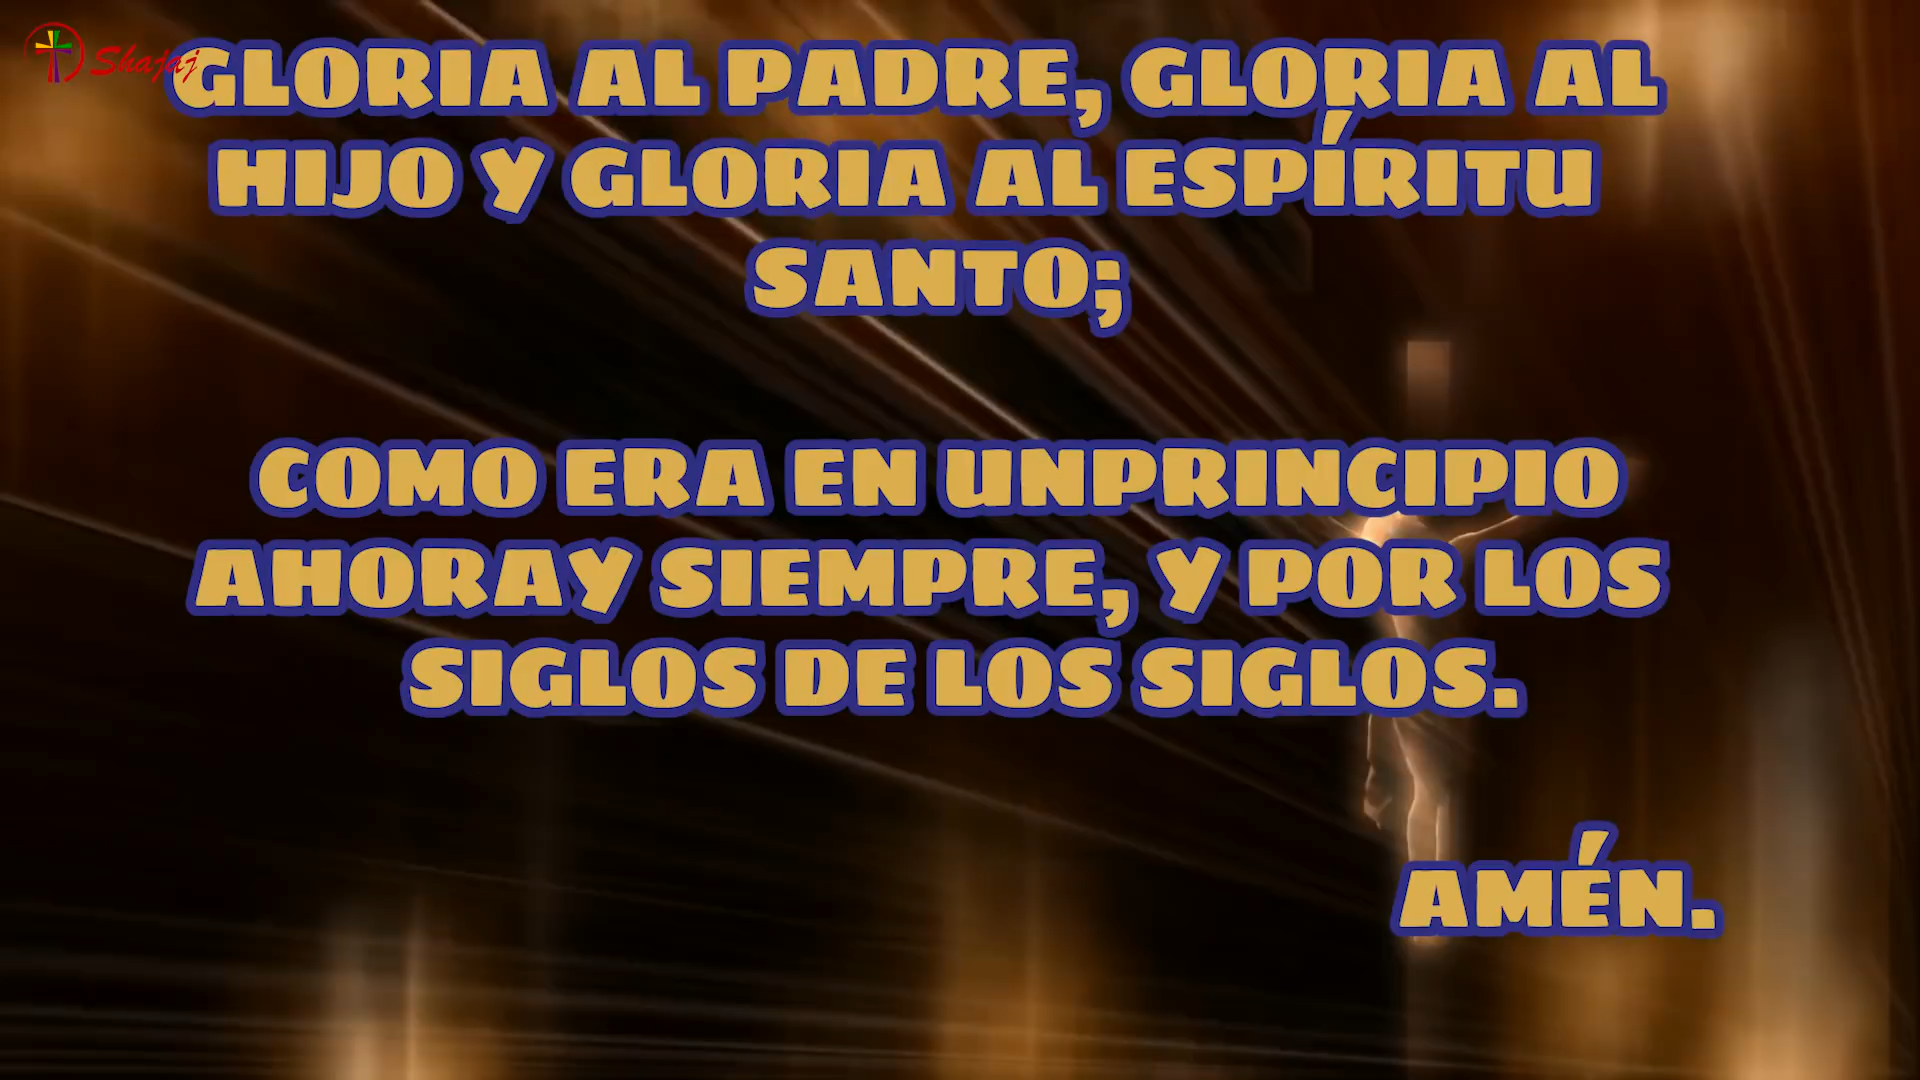 Shajaj
GLORIA AL PADRE, GLORIA AL
HIJO Y GLORIA AL ESPÍRITU
SANTO;
COMO ERA EN UNPRINCIPIO
AHORAY SIEMPRE, Y POR LOS
SIGLOS DE LOS SIGLOS.
AMÉN.